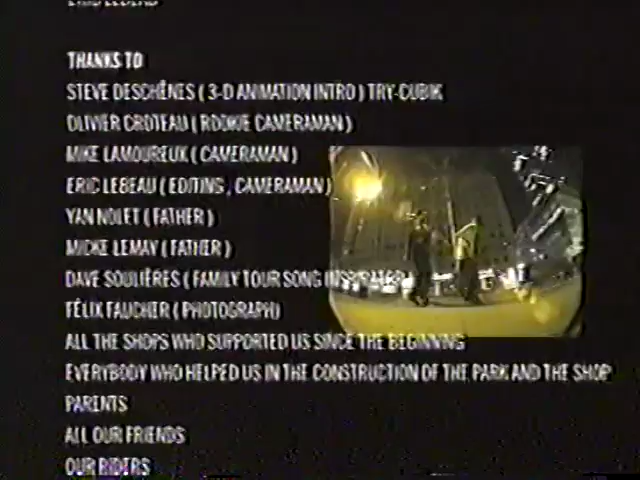 THANKS TO
STEVE DESCHÊNES ( 3-D ANIMATION INTRO ) TRY-CUBIK
OLIVIER CROTEAU ( ROOKIE CAMERAMAN )
MIKE LAMOUREUX ( CAMERAMAN )
ERIC LEBEAU ( EDITING , CAMERAMAN )
YAN NOLET ( FATHER )
MICKE LEMAY ( FATHER )
DAVE SOULIÈRES ( FAMILY TOUR SONG INSPIRATER )
FÉLIX FAUCHER ( PHOTOGRAPH )
ALL THE SHOPS WHO SUPPORTED US SINCE THE BEGINNING
EVERYBODY WHO HELPED US IN THE CONSTRUCTION OF THE PARK AND THE SHOP
PARENTS
ALL OUR FRIENDS
OUR RIDERS